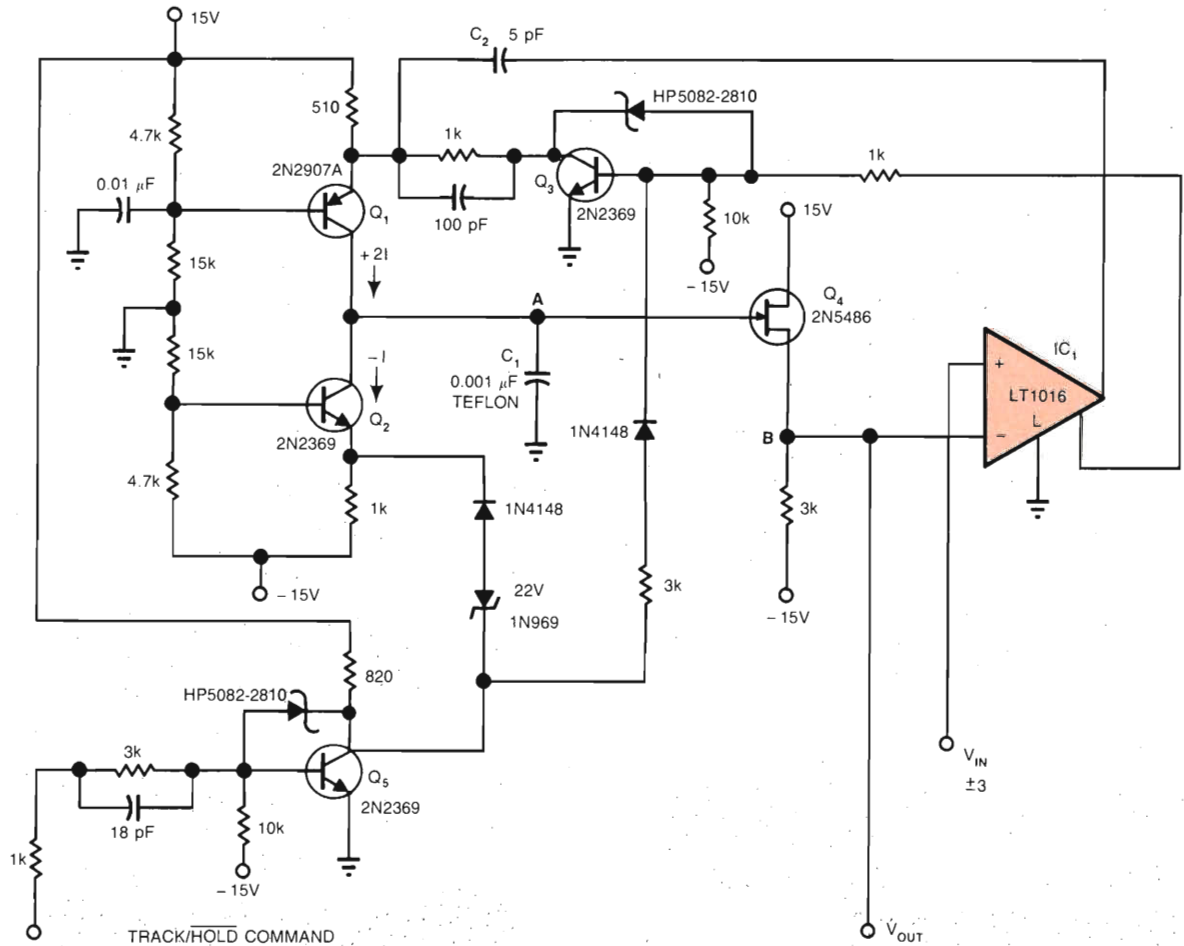 15V
C2 5 pF
510
HP5082-2810
4.7k
1k
1k
2N2907A
Q3
0.01 μF
Q1
100 pF
2N2369
10k
15V
15k
+2I
- 15V
Q4
2N5486
A
IC1
15k
-I
C1
0.001 μF
TEFLON
+
LT1016
L
-
2N2369
Q2
1N4148
B
4.7k
1k
1N4148
3k
- 15V
22V
1N969
3k
- 15V
820
HP5082-2810
3k
Q5
2N2369
VIN
±3
18 pF
10k
1k
- 15V
TRACK/HOLD COMMAND
VOUT